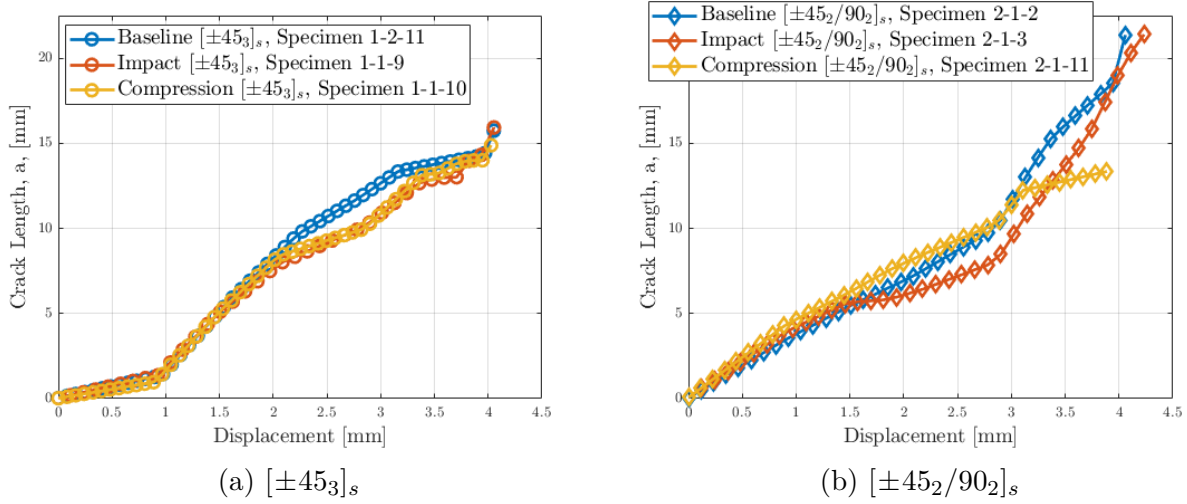 Baseline [±45₃]ₛ, Specimen 1-2-11
Impact [±45₃]ₛ, Specimen 1-1-9
Compression [±45₃]ₛ, Specimen 1-1-10
Crack Length, a, [mm]
20
15
10
5
0
0
0.5
1
1.5
2
2.5
3
3.5
4
4.5
Displacement [mm]
(a) [±45₃]ₛ
Baseline [±45₂/90₂]ₛ, Specimen 2-1-2
Impact [±45₂/90₂]ₛ, Specimen 2-1-3
Compression [±45₂/90₂]ₛ, Specimen 2-1-11
Crack Length, a, [mm]
20
15
10
5
0
0
0.5
1
1.5
2
2.5
3
3.5
4
4.5
Displacement [mm]
(b) [±45₂/90₂]ₛ